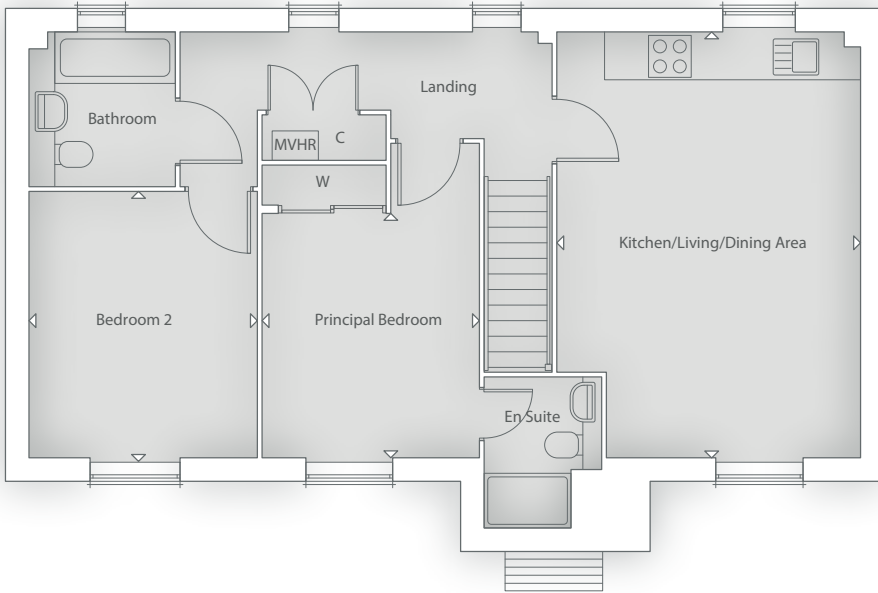 Landing
Bathroom
MVHR
C
W
Kitchen/Living/Dining Area
Bedroom 2
Principal Bedroom
En Suite